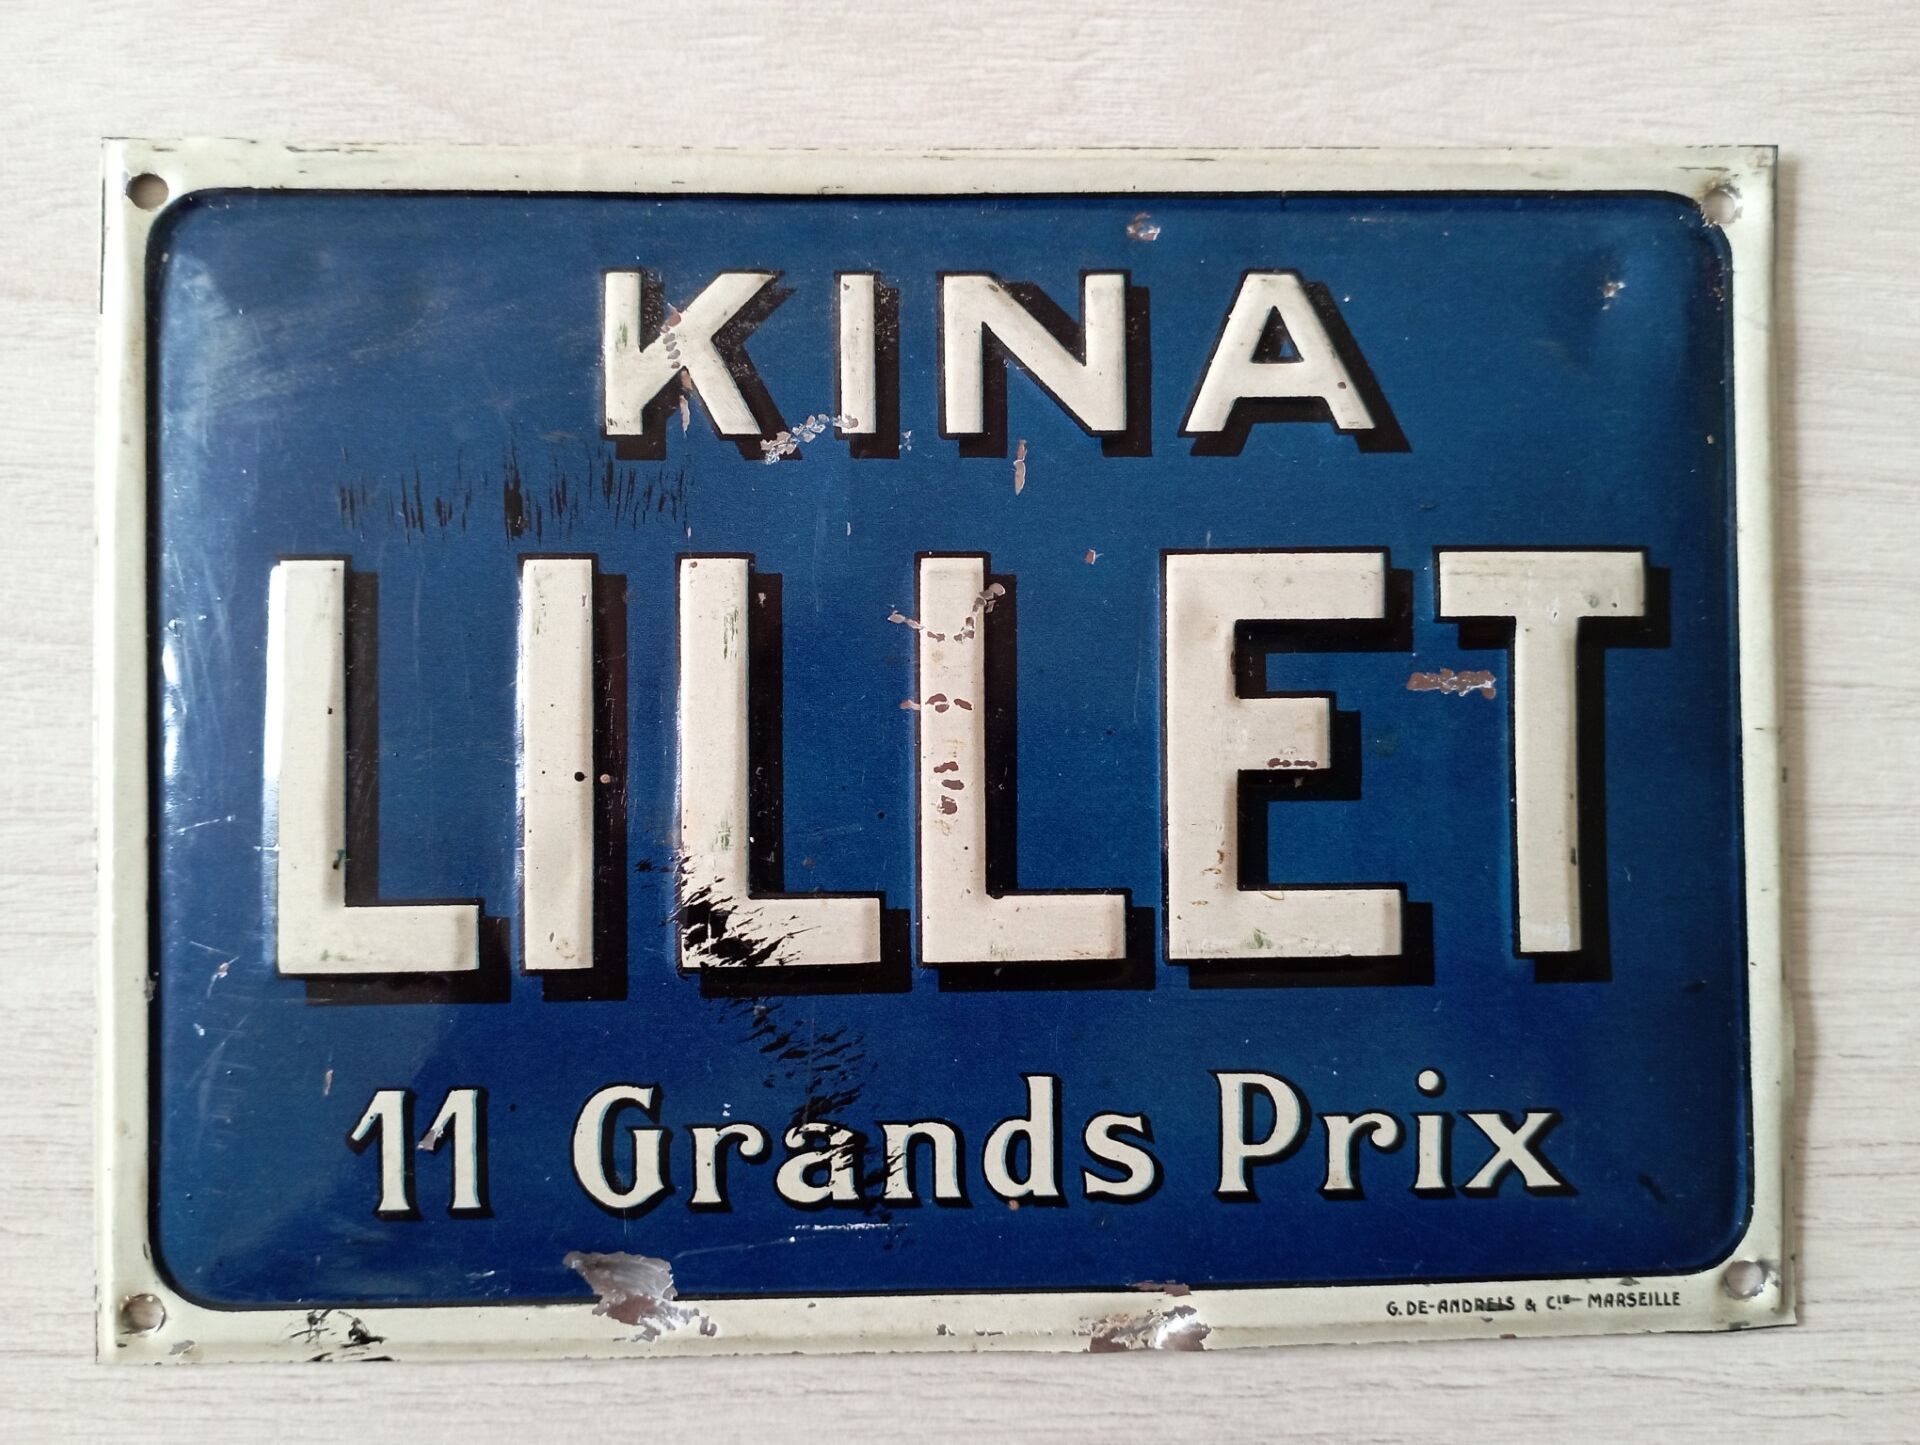 KINA
LILLET
11 Grands Prix
G. DE-ANDREIS & Cie MARSEILLE